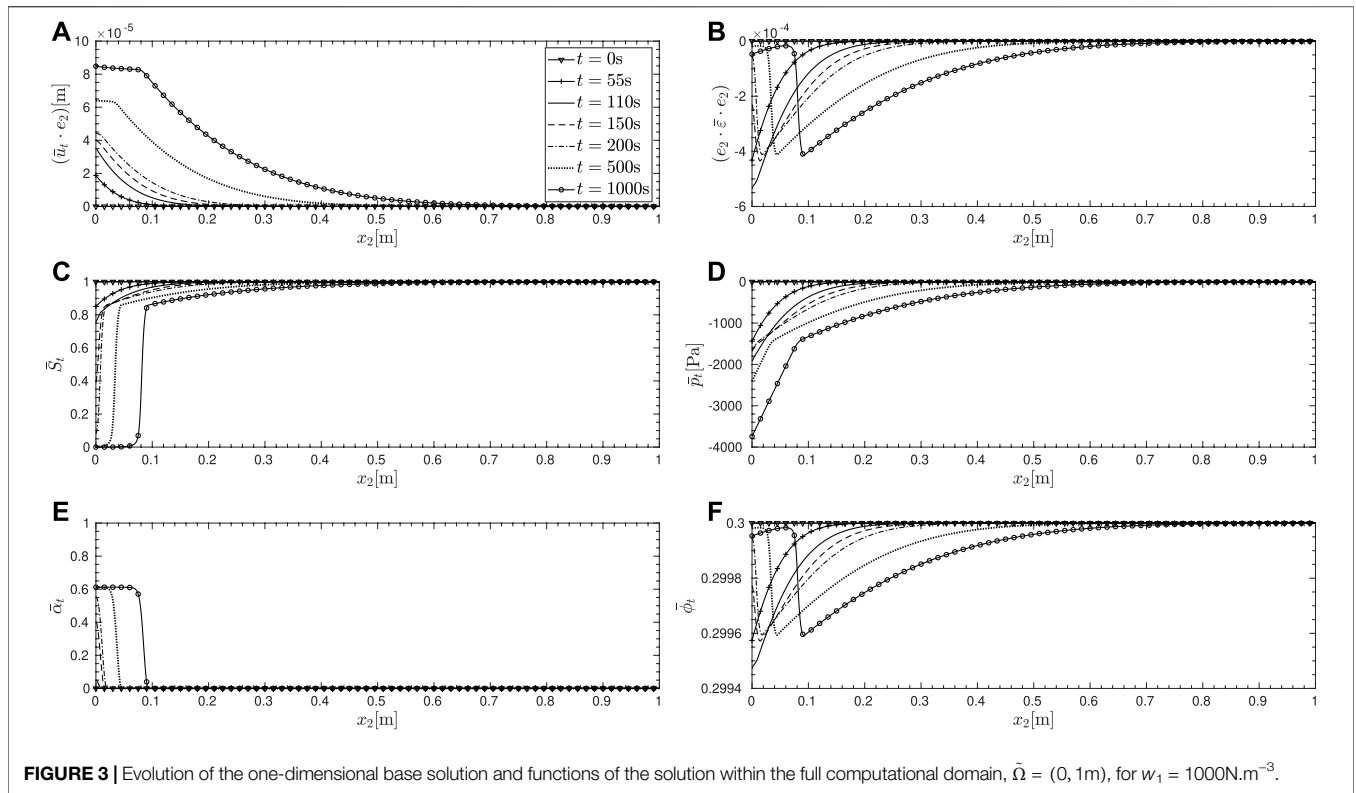 A
×10⁻⁵
10
8
6
4
2
0
(ū_t · e₂)[m]
0 0.1 0.2 0.3 0.4 0.5 0.6 0.7 0.8 0.9 1
x₂[m]
t = 0s
t = 55s
t = 110s
t = 150s
t = 200s
t = 500s
t = 1000s
B
×10⁻⁴
0
-2
-4
-6
(e₂ · ε̄ · e₂)
0 0.1 0.2 0.3 0.4 0.5 0.6 0.7 0.8 0.9 1
x₂[m]
C
1
0.8
0.6
0.4
0.2
0
S̄_t
0 0.1 0.2 0.3 0.4 0.5 0.6 0.7 0.8 0.9 1
x₂[m]
D
0
-1000
-2000
-3000
-4000
p̄_t[Pa]
0 0.1 0.2 0.3 0.4 0.5 0.6 0.7 0.8 0.9 1
x₂[m]
E
1
0.8
0.6
0.4
0.2
0
ᾱ_t
0 0.1 0.2 0.3 0.4 0.5 0.6 0.7 0.8 0.9 1
x₂[m]
F
0.3
0.2998
0.2996
0.2994
ϕ̄_t
0 0.1 0.2 0.3 0.4 0.5 0.6 0.7 0.8 0.9 1
x₂[m]
FIGURE 3 | Evolution of the one-dimensional base solution and functions of the solution within the full computational domain, Ω̃ = (0, 1m), for w₁ = 1000N.m⁻³.